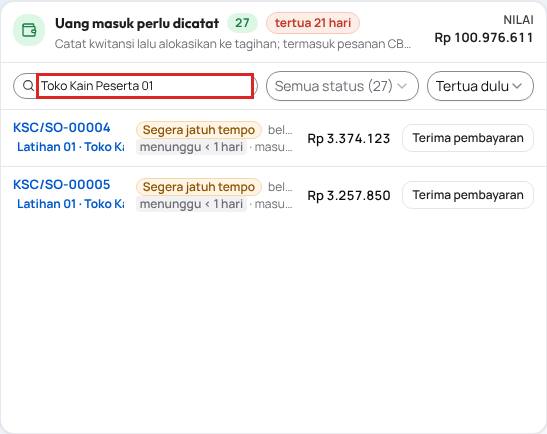 Uang masuk perlu dicatat 27 tertua 21 hari NILAI
Catat kwitansi lalu alokasikan ke tagihan; termasuk pesanan CB... Rp 100.976.611
Toko Kain Peserta 01 Semua status (27) Tertua dulu
KSC/SO-00004 Segera jatuh tempo bel... Rp 3.374.123 Terima pembayaran
Latihan 01 · Toko Ka menunggu < 1 hari · masu...
KSC/SO-00005 Segera jatuh tempo bel... Rp 3.257.850 Terima pembayaran
Latihan 01 · Toko Ka menunggu < 1 hari · masu...